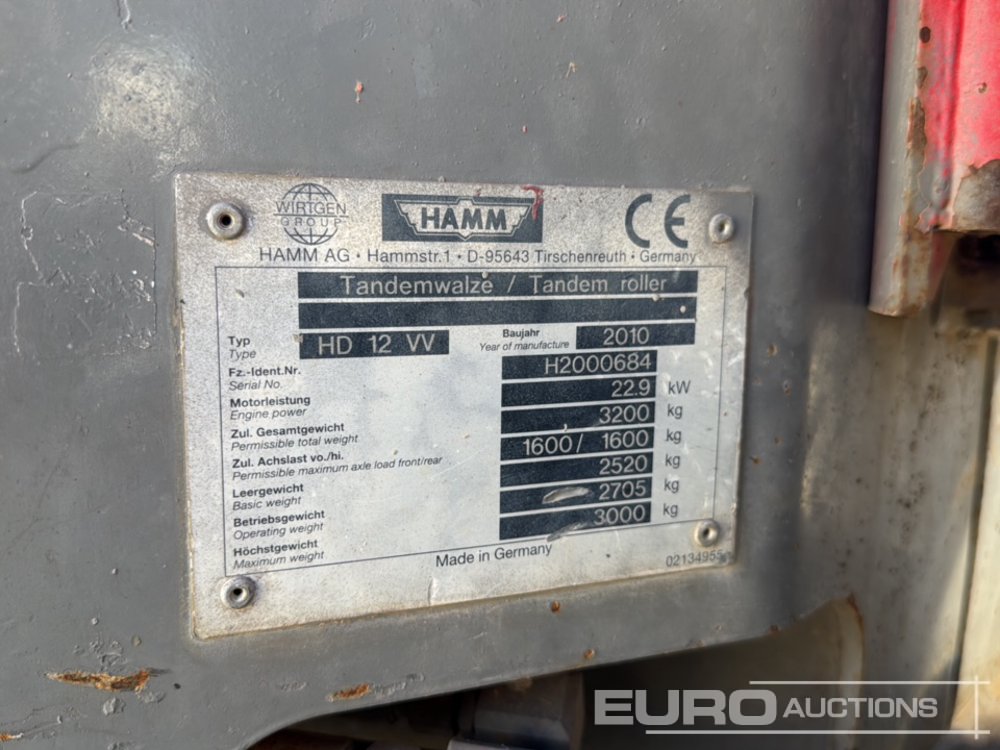 WIRTGEN
GROUP
HAMM
CE
HAMM AG · Hammstr.1 · D-95643 Tirschenreuth · Germany
Tandemwalze / Tandem roller
Typ
Type
HD 12 VV
Baujahr
Year of manufacture
2010
Fz.-Ident.Nr.
Serial No.
H2000684
Motorleistung
Engine power
22.9 kW
Zul. Gesamtgewicht
Permissible total weight
3200 kg
Zul. Achslast vo./hi.
Permissible maximum axle load front/rear
1600/ 1600 kg
Leergewicht
Basic weight
2520 kg
Betriebsgewicht
Operating weight
2705 kg
Höchstgewicht
Maximum weight
3000 kg
Made in Germany
EURO AUCTIONS